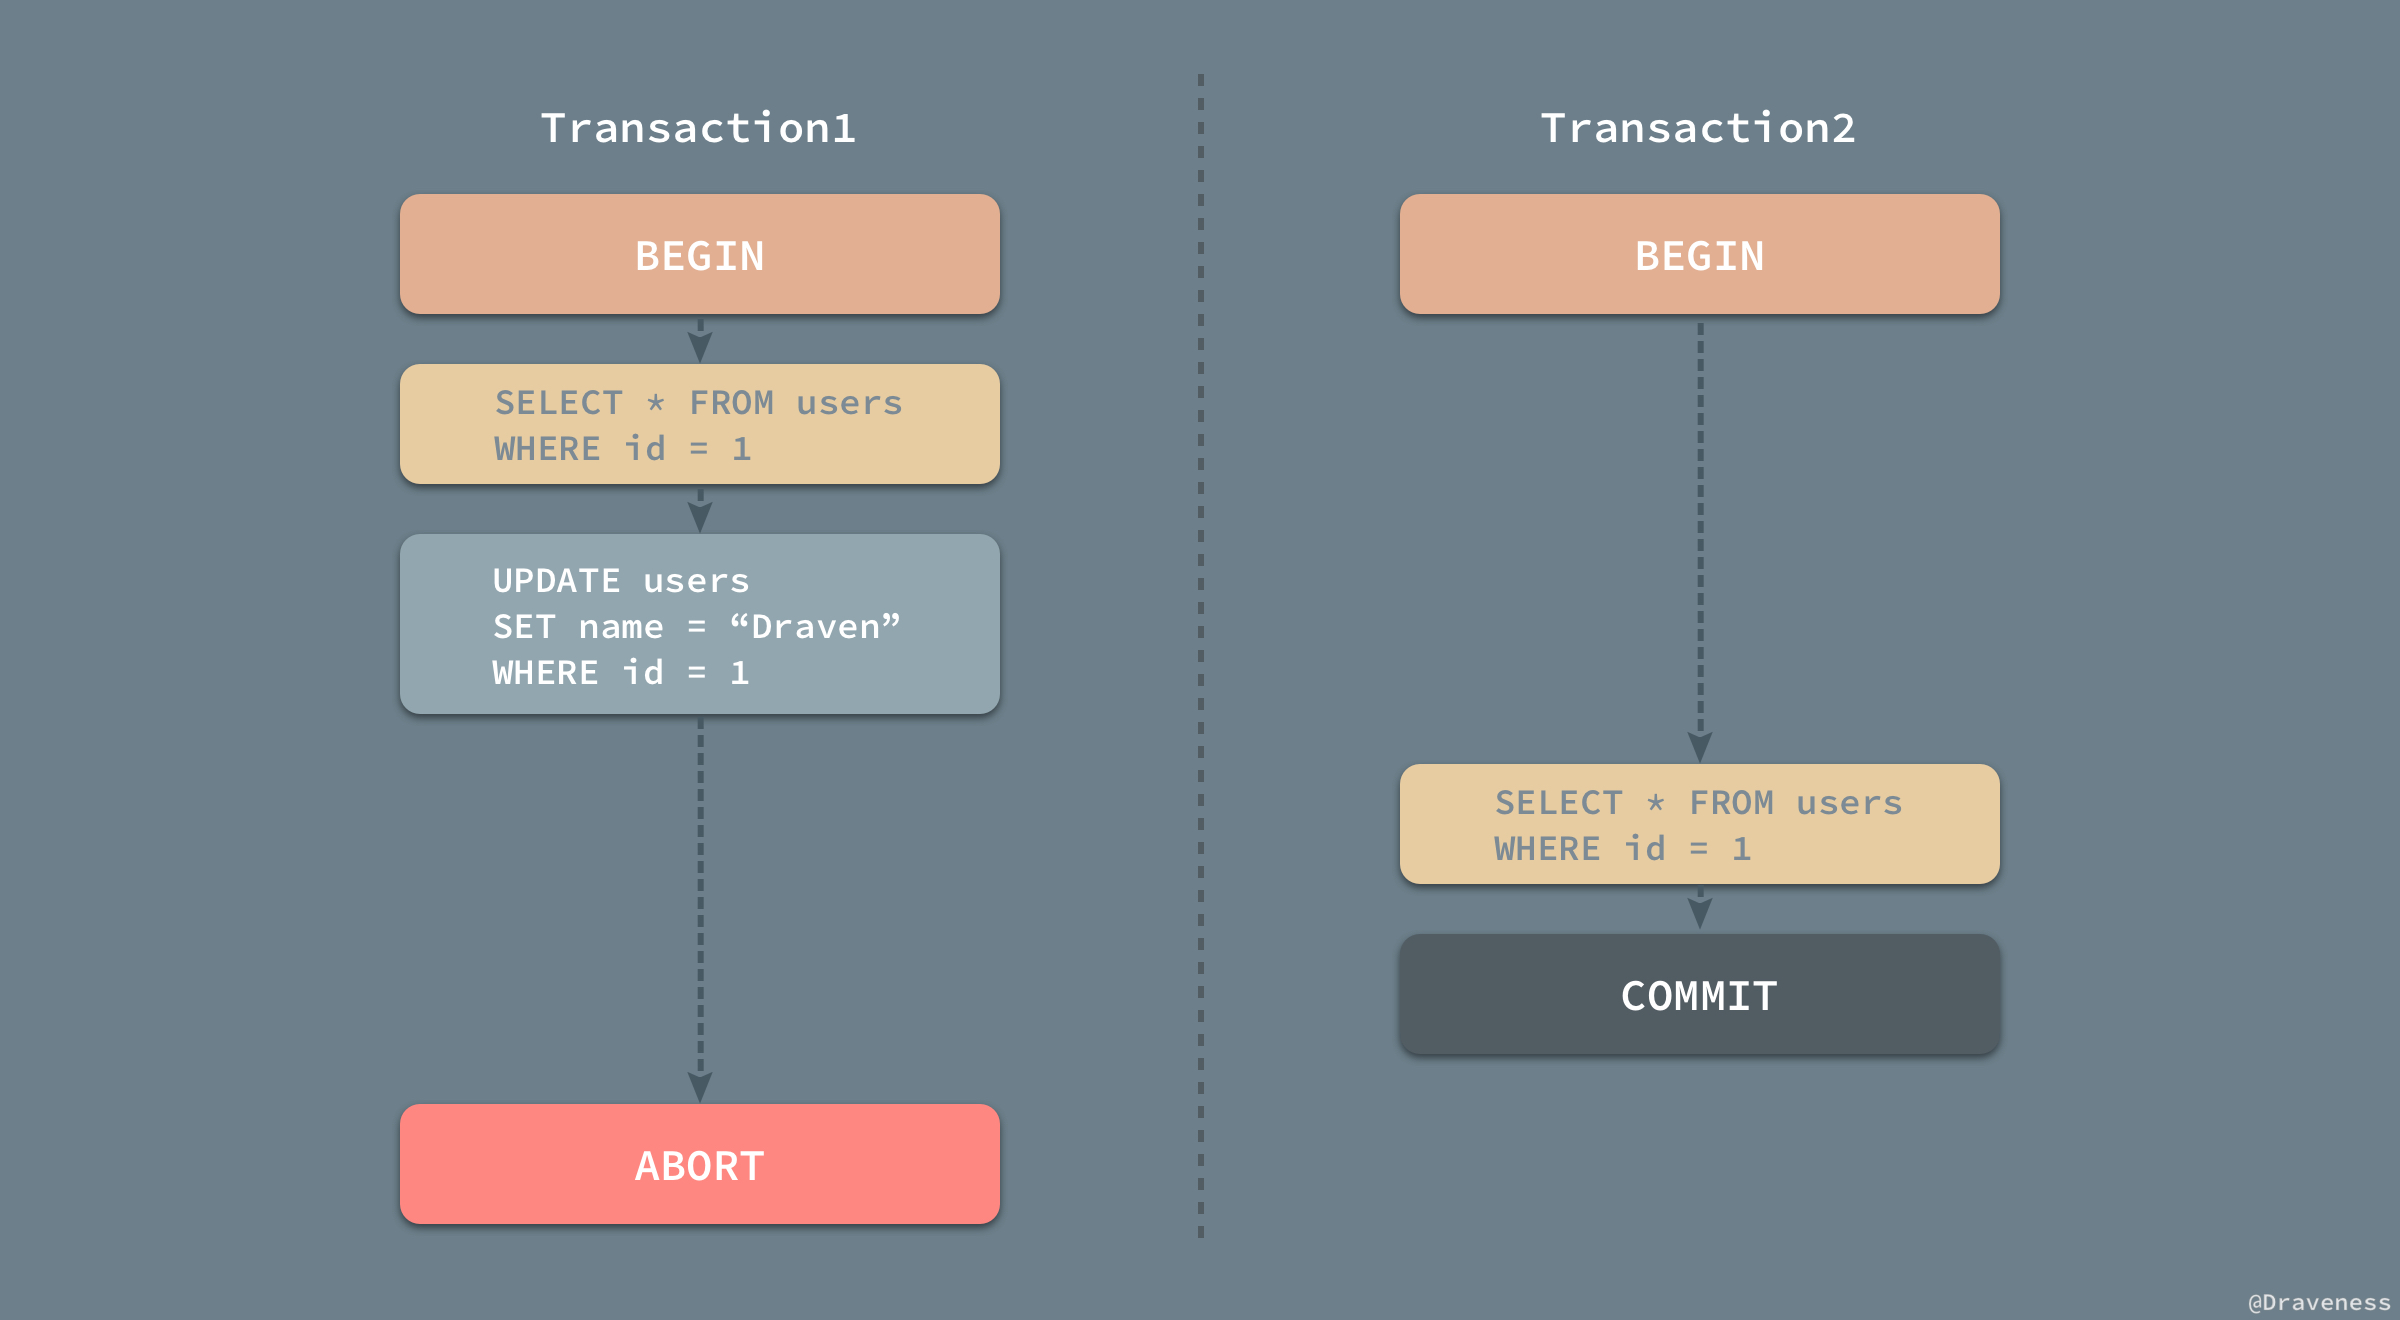 Transaction1
BEGIN
SELECT * FROM users
WHERE id = 1
UPDATE users
SET name = “Draven”
WHERE id = 1
ABORT
Transaction2
BEGIN
SELECT * FROM users
WHERE id = 1
COMMIT
@Draveness